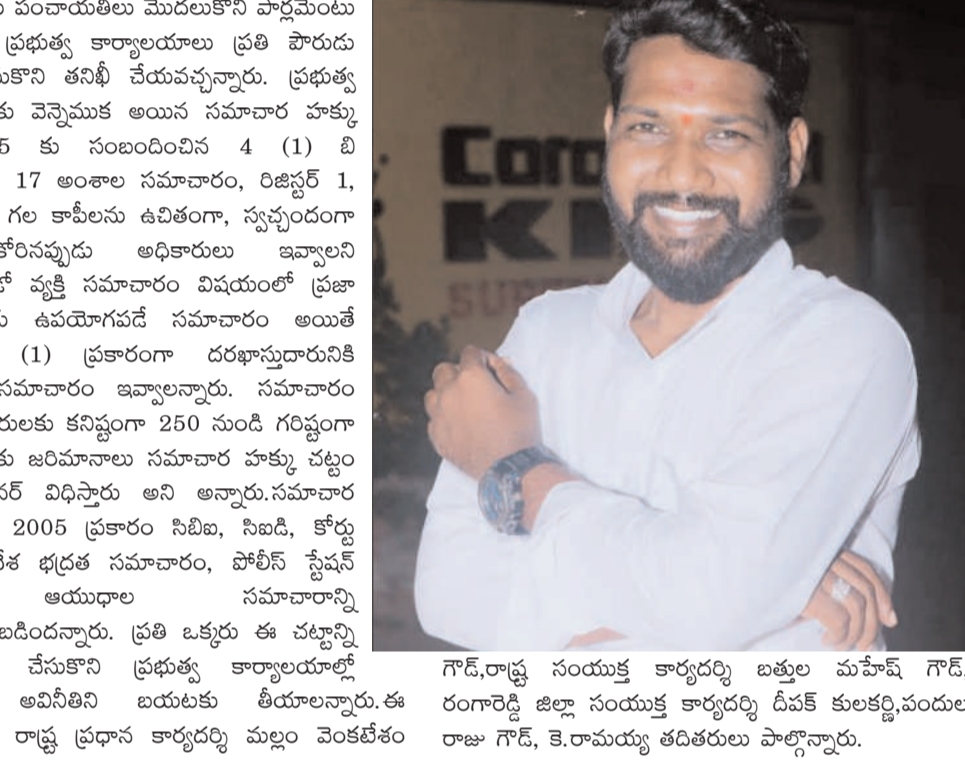 పంచాయతీలు మొదలుకొని పార్లమెంటు
ప్రభుత్వ కార్యాలయాలు ప్రతి పౌరుడు
తనిఖీ చేయవచ్చన్నారు. ప్రభుత్వ
వెన్నెముక అయిన సమాచార హక్కు
5 కు సంబందించిన 4 (1) బి
17 అంశాల సమాచారం, రిజిస్టర్ 1,
గల కాపీలను ఉచితంగా, స్వచ్ఛందంగా
కోరినప్పుడు అధికారులు ఇవ్వాలని
వ్యక్తి సమాచారం విషయంలో ప్రజా
ఉపయోగపడే సమాచారం అయితే
(1) ప్రకారంగా దరఖాస్తుదారునికి
సమాచారం ఇవ్వాలన్నారు. సమాచారం
కనిష్టంగా 250 నుండి గరిష్టంగా
జరిమానాలు సమాచార హక్కు చట్టం
విధిస్తారు అని అన్నారు.సమాచార
2005 ప్రకారం సిబిఐ, సిఐడి, కోర్టు
భద్రత సమాచారం, పోలీస్ స్టేషన్
ఆయుధాల సమాచారాన్ని
ప్రతి ఒక్కరు ఈ చట్టాన్ని
చేసుకొని ప్రభుత్వ కార్యాలయాల్లో
అవినీతిని బయటకు తీయాలన్నారు.ఈ
రాష్ట్ర ప్రధాన కార్యదర్శి మల్లం వెంకటేశం
గౌడ్,రాష్ట్ర సంయుక్త కార్యదర్శి బత్తుల మహేష్ గౌడ్,
రంగారెడ్డి జిల్లా సంయుక్త కార్యదర్శి దీపక్ కులకర్ణి,పందుల
రాజు గౌడ్, కె.రామయ్య తదితరులు పాల్గొన్నారు.